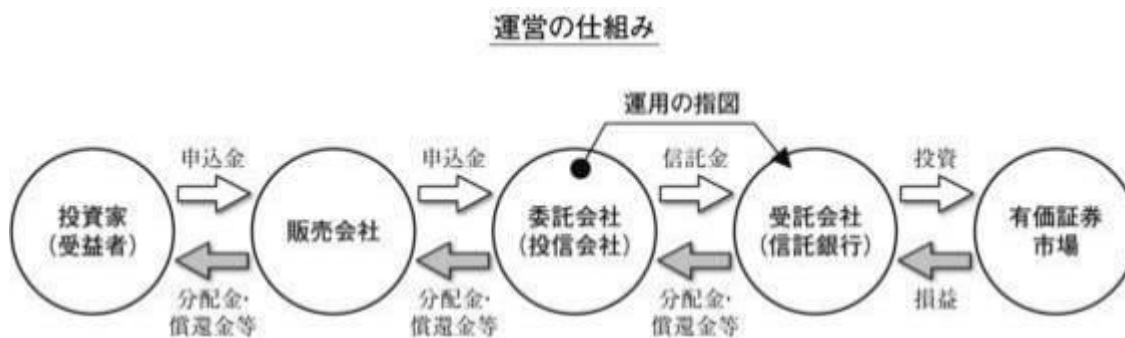 運営の仕組み
運用の指図
申込金
申込金
信託金
投資
投資家
(受益者)
販売会社
委託会社
(投信会社)
受託会社
(信託銀行)
有価証券
市場
分配金・
償還金等
分配金・
償還金等
分配金・
償還金等
損益